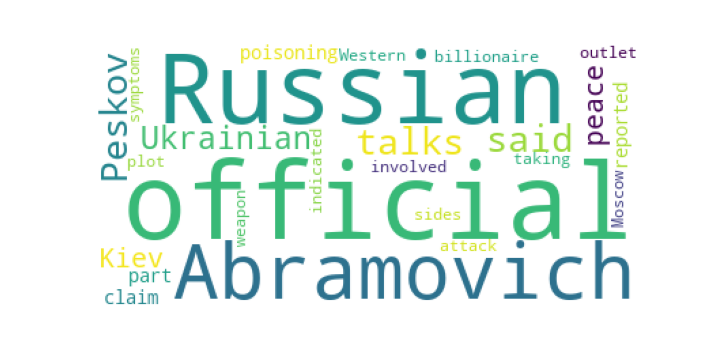 poisoning
Western
billionaire
outlet
Russian
Peskov
symptoms
peace
reported
Ukrainian
talks
said
involved
taking
plot
indicated
official
Moscow
weapon
sides
attack
Kiev
Abramovich
part
claim